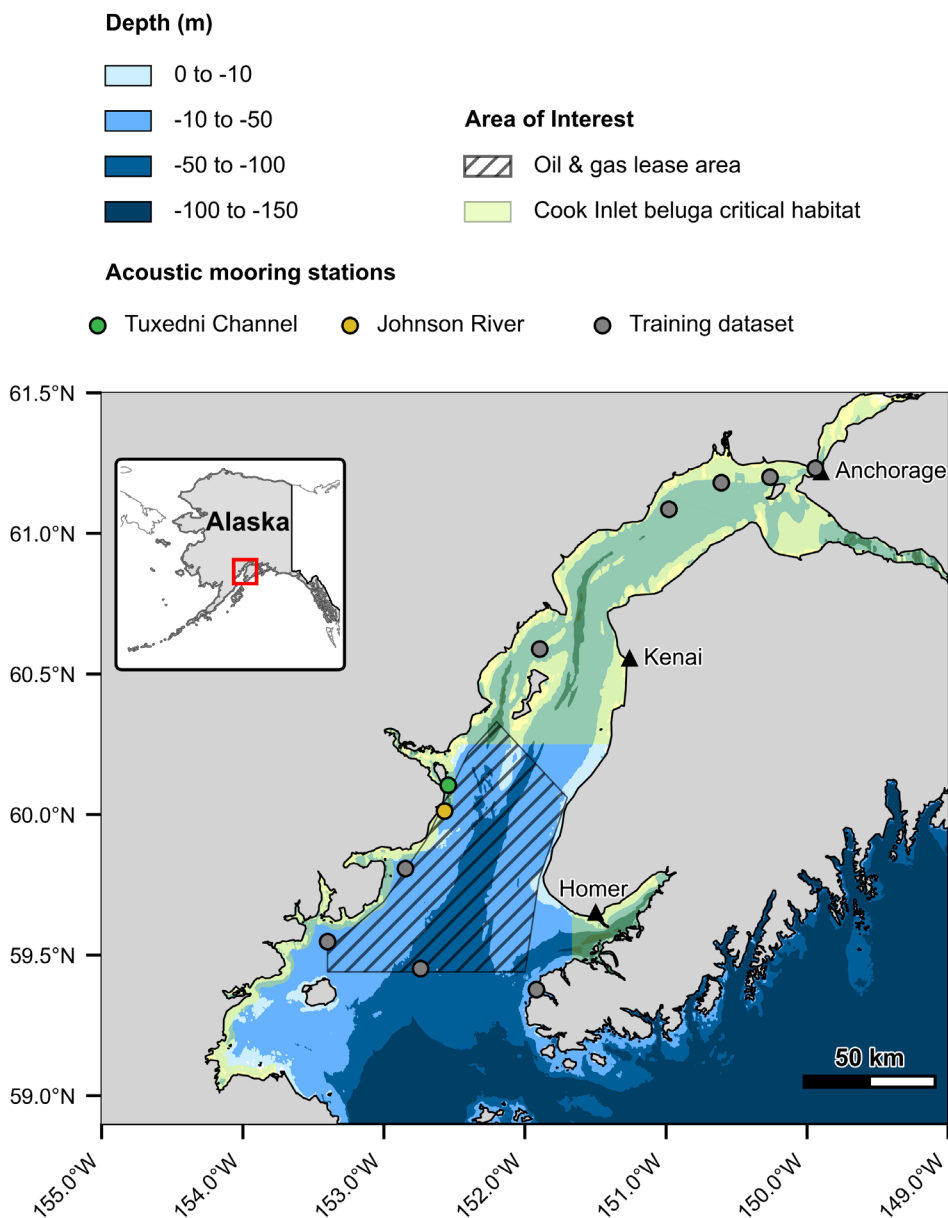 Depth (m)
0 to -10
-10 to -50
-50 to -100
-100 to -150
Area of Interest
Oil & gas lease area
Cook Inlet beluga critical habitat
Acoustic mooring stations
Tuxedni Channel
Johnson River
Training dataset
61.5°N
61.0°N
60.5°N
60.0°N
59.5°N
59.0°N
Alaska
Anchorage
Kenai
Homer
50 km
155.0°W
154.0°W
153.0°W
152.0°W
151.0°W
150.0°W
149.0°W